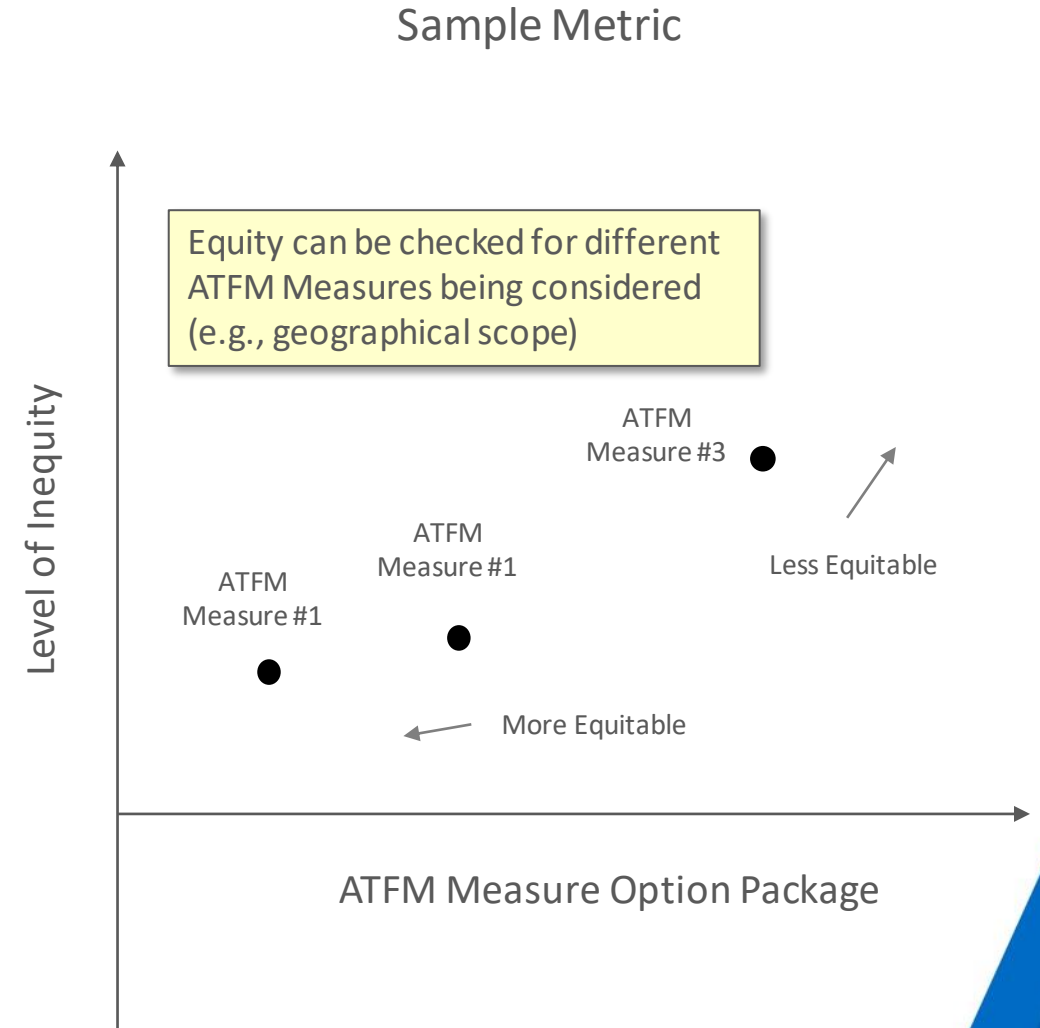 Sample Metric
Equity can be checked for different
ATFM Measures being considered
(e.g., geographical scope)
Level of Inequity
ATFM
Measure #3
ATFM
Measure #1
Less Equitable
ATFM
Measure #1
More Equitable
ATFM Measure Option Package